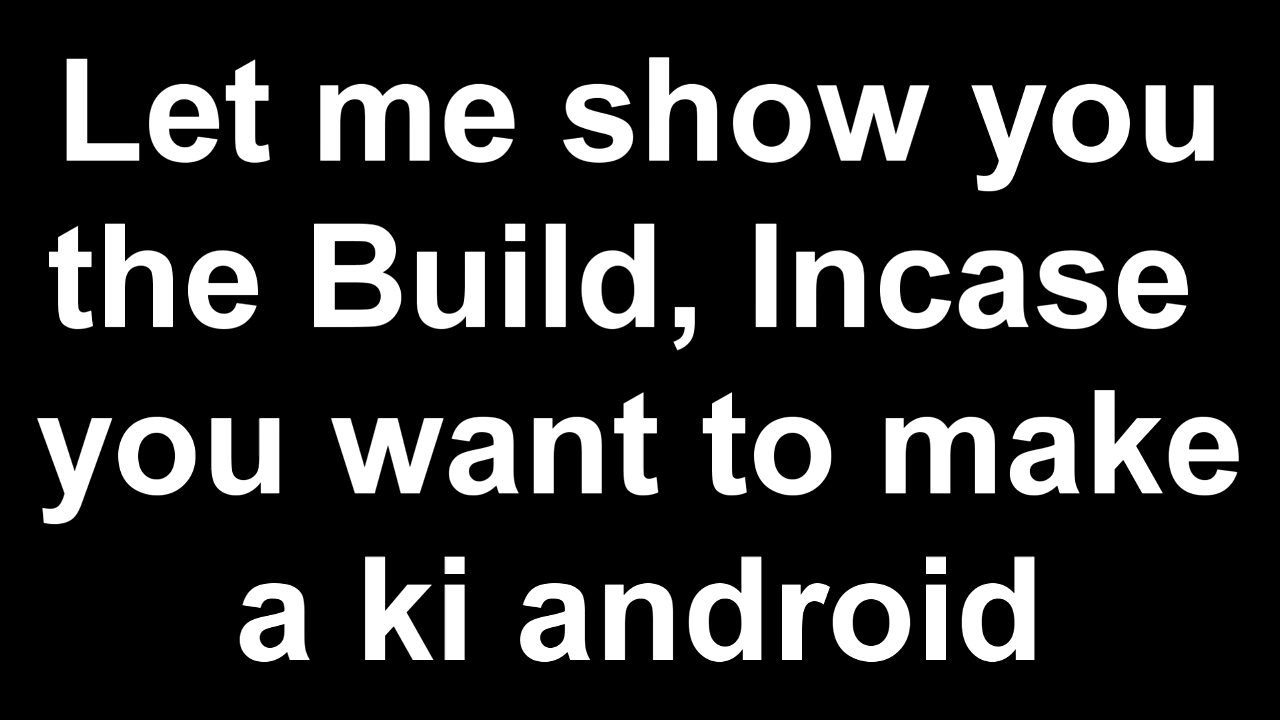 Let me show you
the Build, Incase
you want to make
a ki android